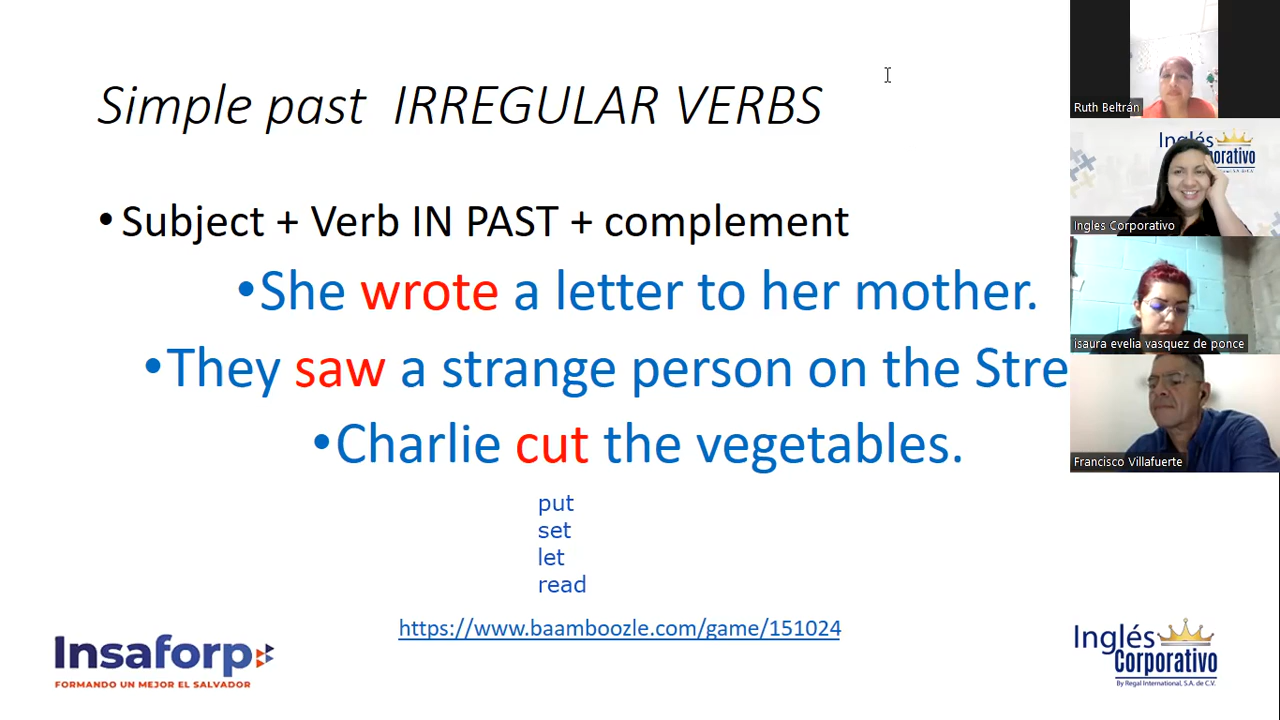 Simple past IRREGULAR VERBS
• Subject + Verb IN PAST + complement
• She wrote a letter to her mother.
• They saw a strange person on the Stre
• Charlie cut the vegetables.
put
set
let
read
https://www.baamboozle.com/game/151024
Insaforp
FORMANDO UN MEJOR EL SALVADOR
Inglés
Corporativo
By Regal International, S.A. de C.V.
Ruth Beltrán
Inglés
orporativo
Ingles Corporativo
isaura evelia vasquez de ponce
Francisco Villafuerte